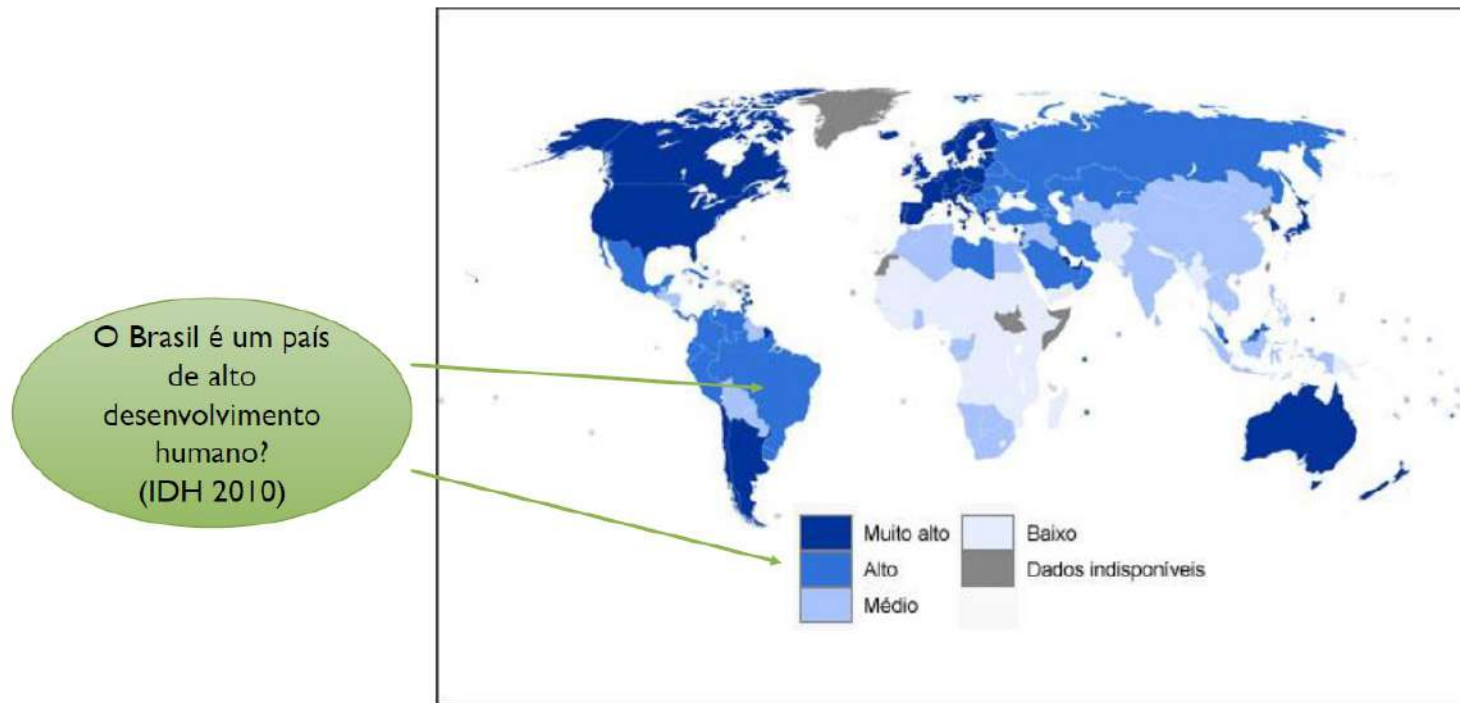 O Brasil é um país
de alto
desenvolvimento
humano?
(IDH 2010)
Muito alto
Alto
Médio
Baixo
Dados indisponíveis